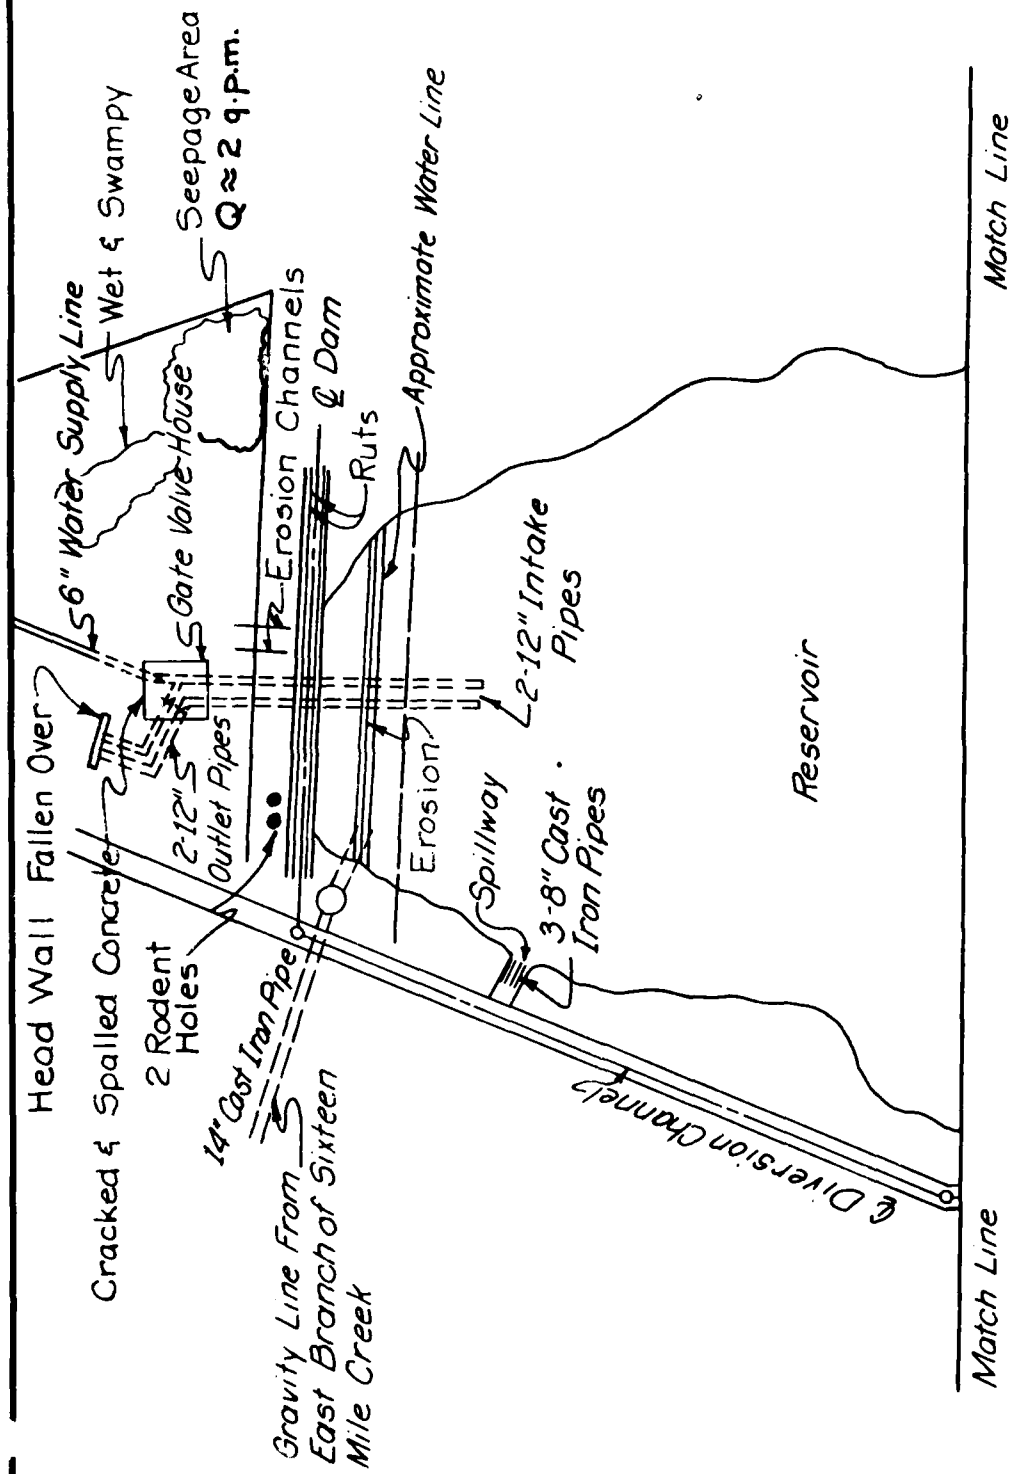 Head Wall Fallen Over
Cracked & Spalled Concrete
2 Rodent
Holes
14" Cast Iron Pipe
Gravity Line From
East Branch of Sixteen
Mile Creek
6" Water Supply Line
Wet & Swampy
Seepage Area
Q ≈ 2 g.p.m.
Gate Valve House
2-12"
Outlet Pipes
2 Erosion Channels
℄ Dam
Ruts
Approximate Water Line
2-12" Intake
Pipes
Erosion
Spillway
3-8" Cast
Iron Pipes
℄ Diversion Channel
Reservoir
Match Line
Match Line